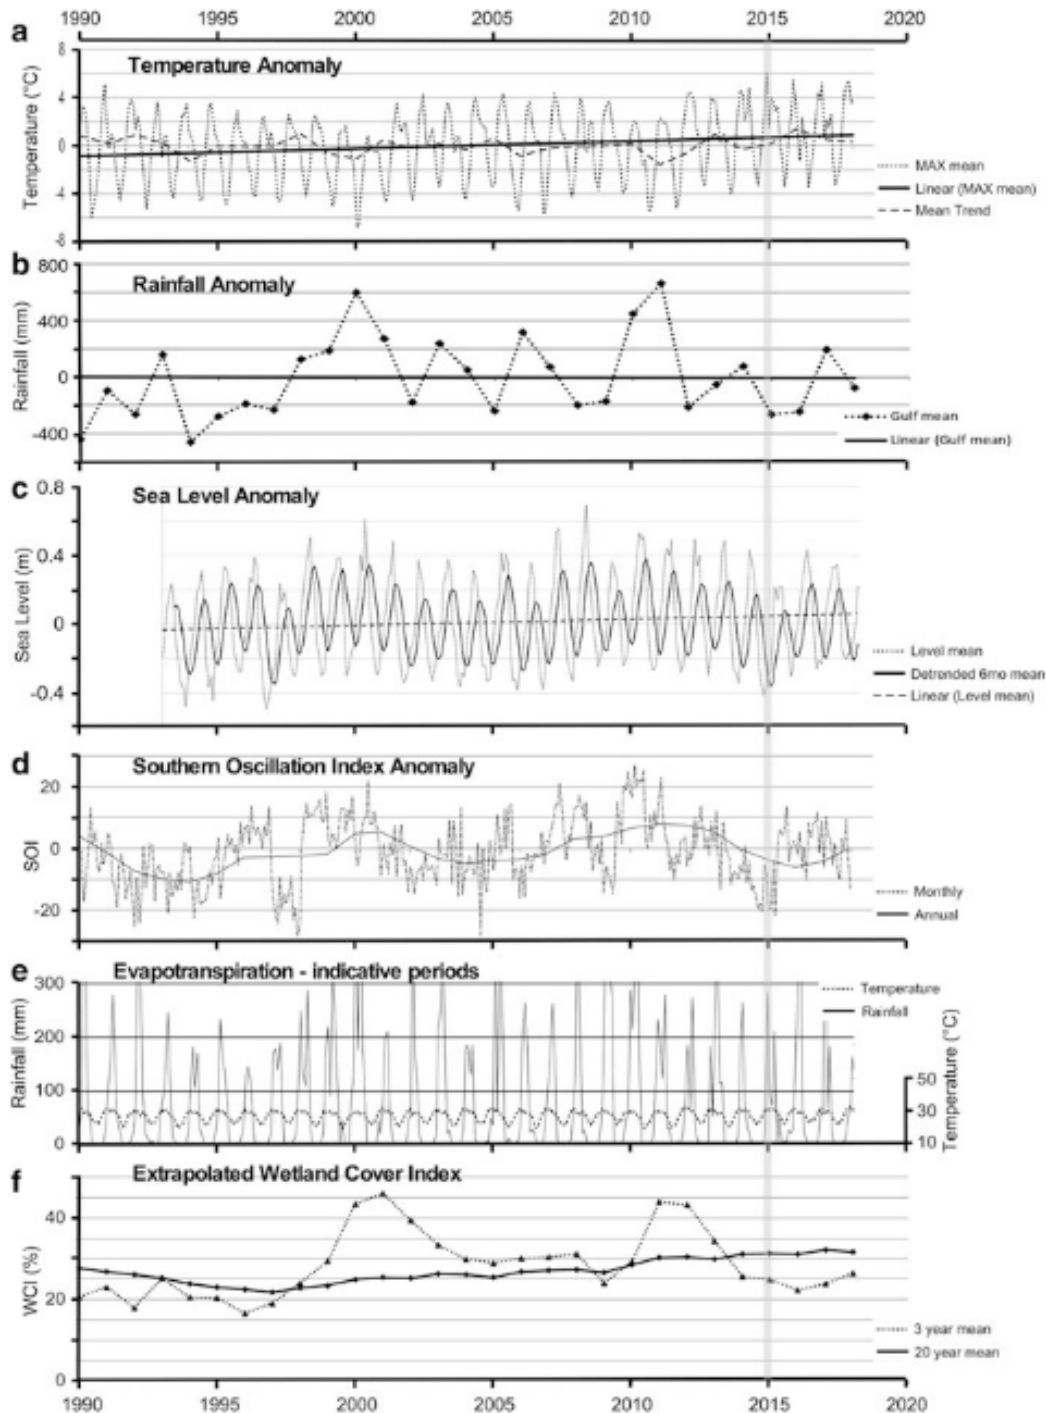 1990 1995 2000 2005 2010 2015 2020
a
Temperature Anomaly
Temperature (°C)
8
4
0
-4
-8
MAX mean
Linear (MAX mean)
Mean Trend
b
Rainfall Anomaly
Rainfall (mm)
800
400
0
-400
Gulf mean
Linear (Gulf mean)
c
Sea Level Anomaly
Sea Level (m)
0.8
0.4
0
-0.4
Level mean
Detrended 6mo mean
Linear (Level mean)
d
Southern Oscillation Index Anomaly
SOI
20
0
-20
Monthly
Annual
e
Evapotranspiration - indicative periods
Rainfall (mm)
300
200
100
0
Temperature
Rainfall
Temperature (°C)
50
30
10
f
Extrapolated Wetland Cover Index
WCI (%)
40
20
0
3 year mean
20 year mean
1990 1995 2000 2005 2010 2015 2020